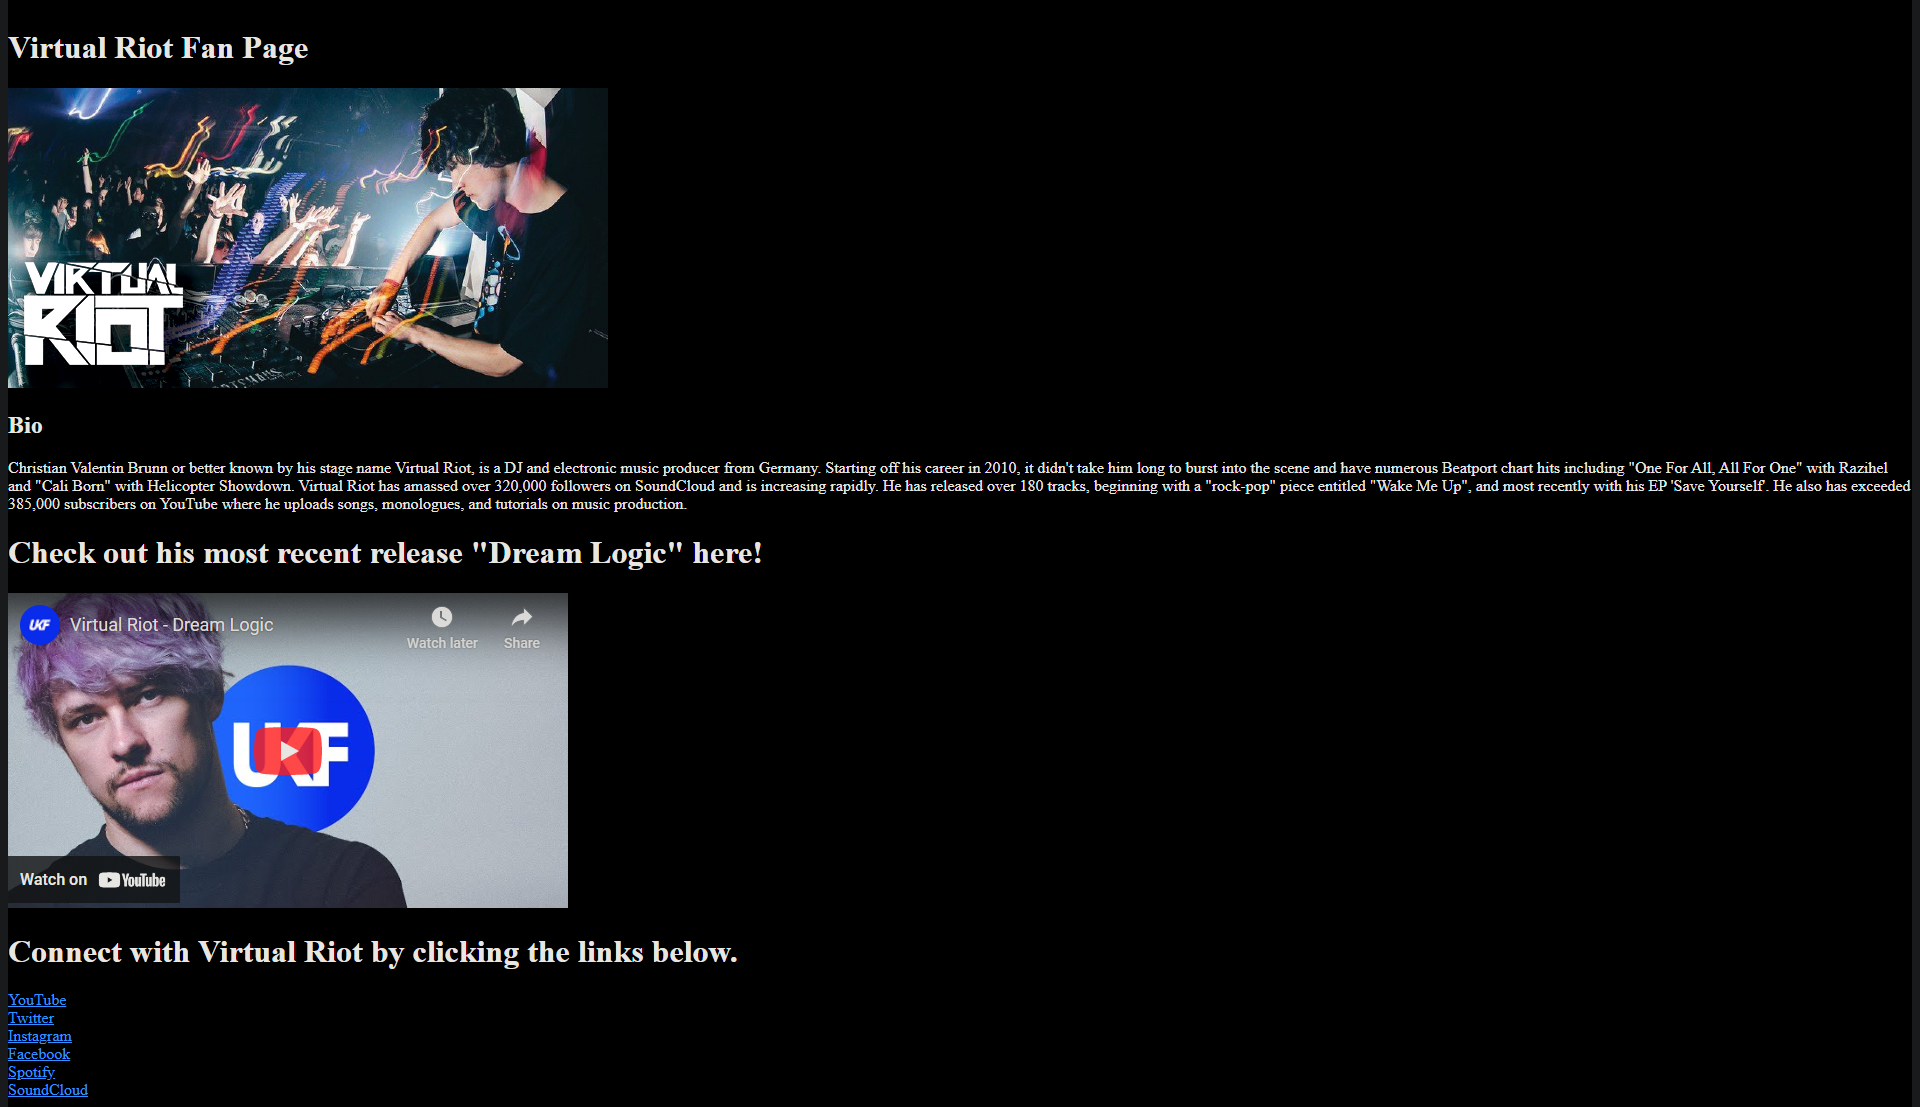 Virtual Riot Fan Page
VIRTUAL
RIOT
Bio
Christian Valentin Brunn or better known by his stage name Virtual Riot, is a DJ and electronic music producer from Germany. Starting off his career in 2010, it didn't take him long to burst into the scene and have numerous Beatport chart hits including "One For All, All For One" with Razihel
and "Cali Born" with Helicopter Showdown. Virtual Riot has amassed over 320,000 followers on SoundCloud and is increasing rapidly. He has released over 180 tracks, beginning with a "rock-pop" piece entitled "Wake Me Up", and most recently with his EP 'Save Yourself'. He also has exceeded
385,000 subscribers on YouTube where he uploads songs, monologues, and tutorials on music production.
Check out his most recent release "Dream Logic" here!
UKF
Virtual Riot - Dream Logic
Watch later
Share
UKF
Watch on YouTube
Connect with Virtual Riot by clicking the links below.
YouTube
Twitter
Instagram
Facebook
Spotify
SoundCloud